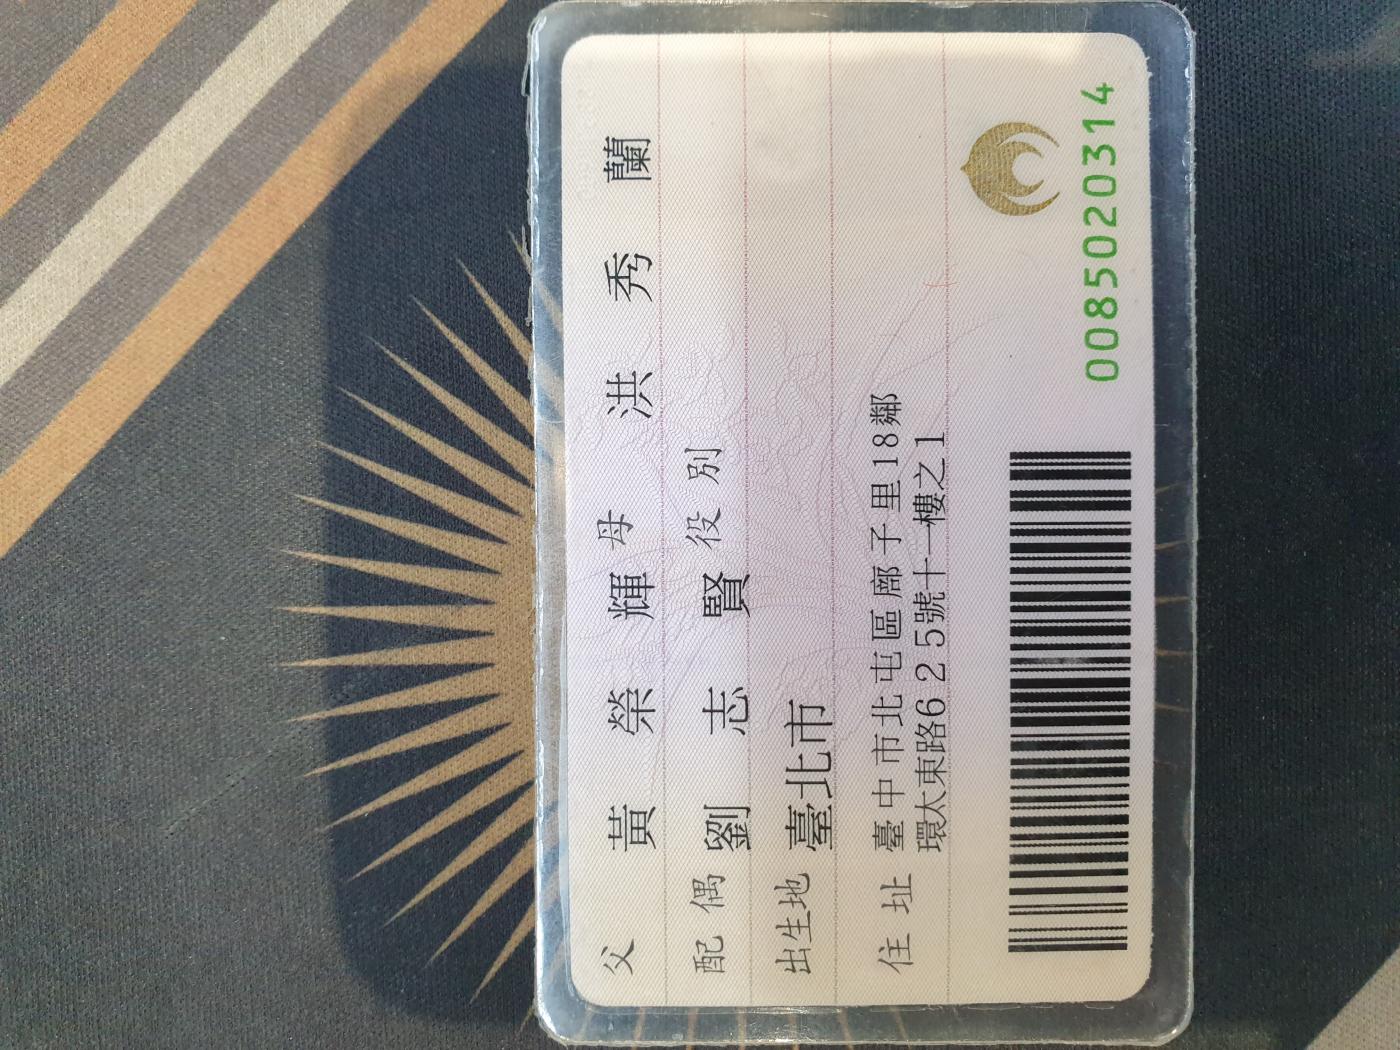 父 黃榮輝 母 洪秀蘭
配偶 劉志賢 役別
出生地 臺北市
住址 臺中市北屯區廍子里18鄰
環太東路625號十一樓之1
0085020314